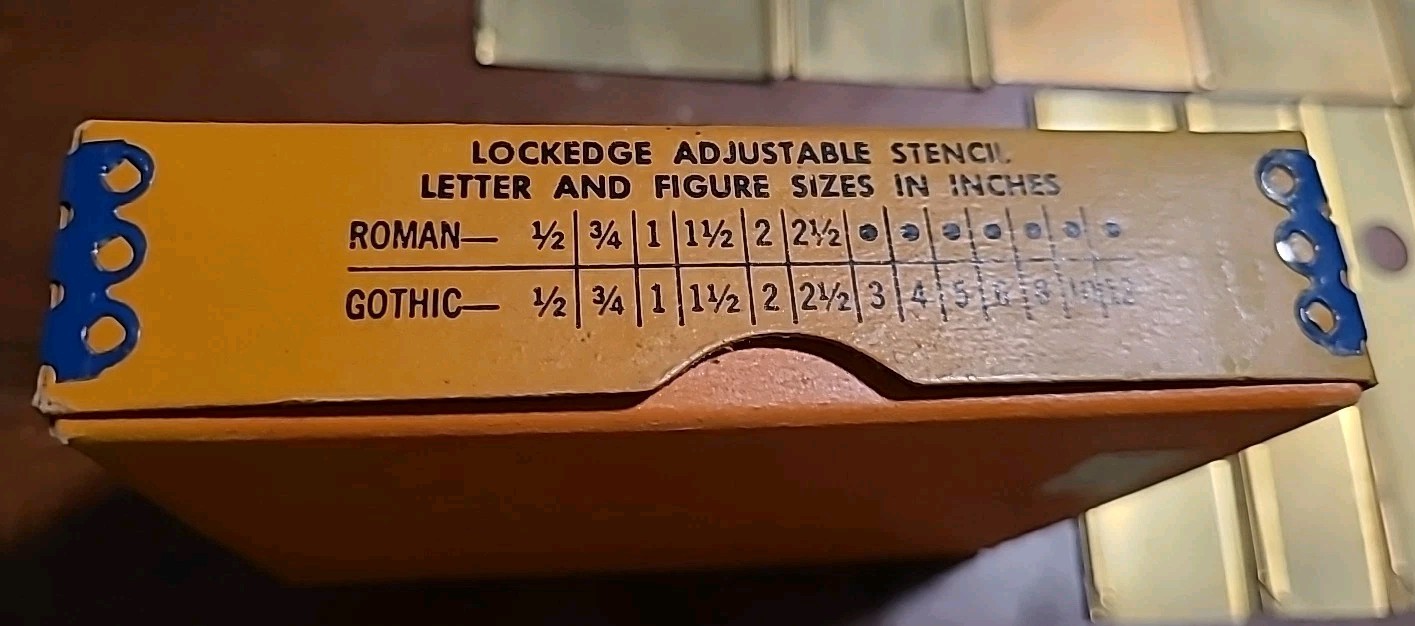 LOCKEDGE ADJUSTABLE STENCIL
LETTER AND FIGURE SIZES IN INCHES
ROMAN— ½ | ¾ | 1 | 1½ | 2 | 2½ | • | • | • | • | • | • | •
GOTHIC— ½ | ¾ | 1 | 1½ | 2 | 2½ | 3 | 4 | 5 | 6 | 8 | 10 | 12